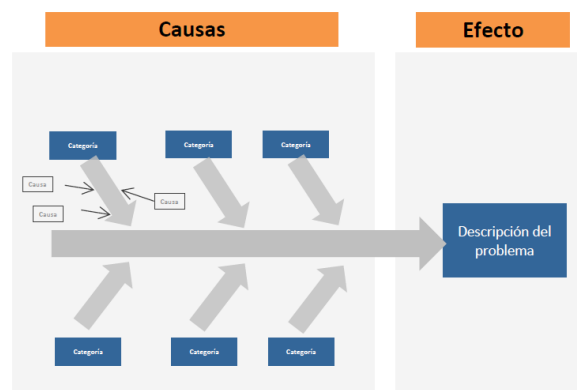 Causas
Efecto
Categoría
Categoría
Categoría
Causa
Causa
Causa
Descripción del
problema
Categoría
Categoría
Categoría